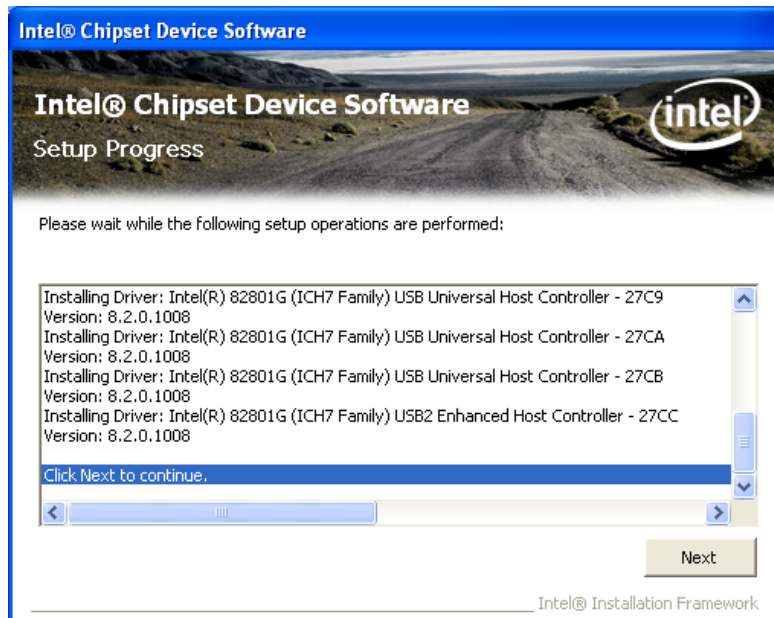 Intel® Chipset Device Software
Intel® Chipset Device Software
intel
Setup Progress
Please wait while the following setup operations are performed:
Installing Driver: Intel(R) 82801G (ICH7 Family) USB Universal Host Controller - 27C9
Version: 8.2.0.1008
Installing Driver: Intel(R) 82801G (ICH7 Family) USB Universal Host Controller - 27CA
Version: 8.2.0.1008
Installing Driver: Intel(R) 82801G (ICH7 Family) USB Universal Host Controller - 27CB
Version: 8.2.0.1008
Installing Driver: Intel(R) 82801G (ICH7 Family) USB2 Enhanced Host Controller - 27CC
Version: 8.2.0.1008
Click Next to continue.
Next
Intel® Installation Framework